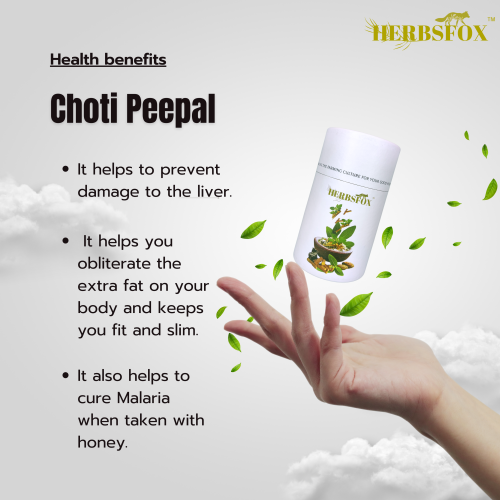 HERBSFOX™
Health benefits
Choti Peepal
• It helps to prevent
damage to the liver.
• It helps you
obliterate the
extra fat on your
body and keeps
you fit and slim.
• It also helps to
cure Malaria
when taken with
honey.
HERBSFOX